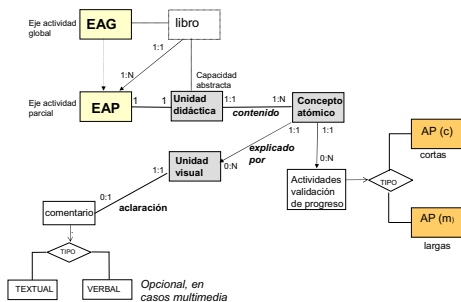 Eje actividad
global
EAG
libro
1:1
1:N
Capacidad
abstracta
Eje actividad
parcial
EAP
1
1
Unidad
didáctica
1:1
contenido
1:N
Concepto
atómico
1:1
1:1
explicado
por
0:N
0:N
Unidad
visual
1:1
aclaración
0:1
comentario
TIPO
TEXTUAL
VERBAL
Opcional, en
casos multimedia
Actividades
validación
de progreso
TIPO
AP (c)
cortas
AP (m)
largas